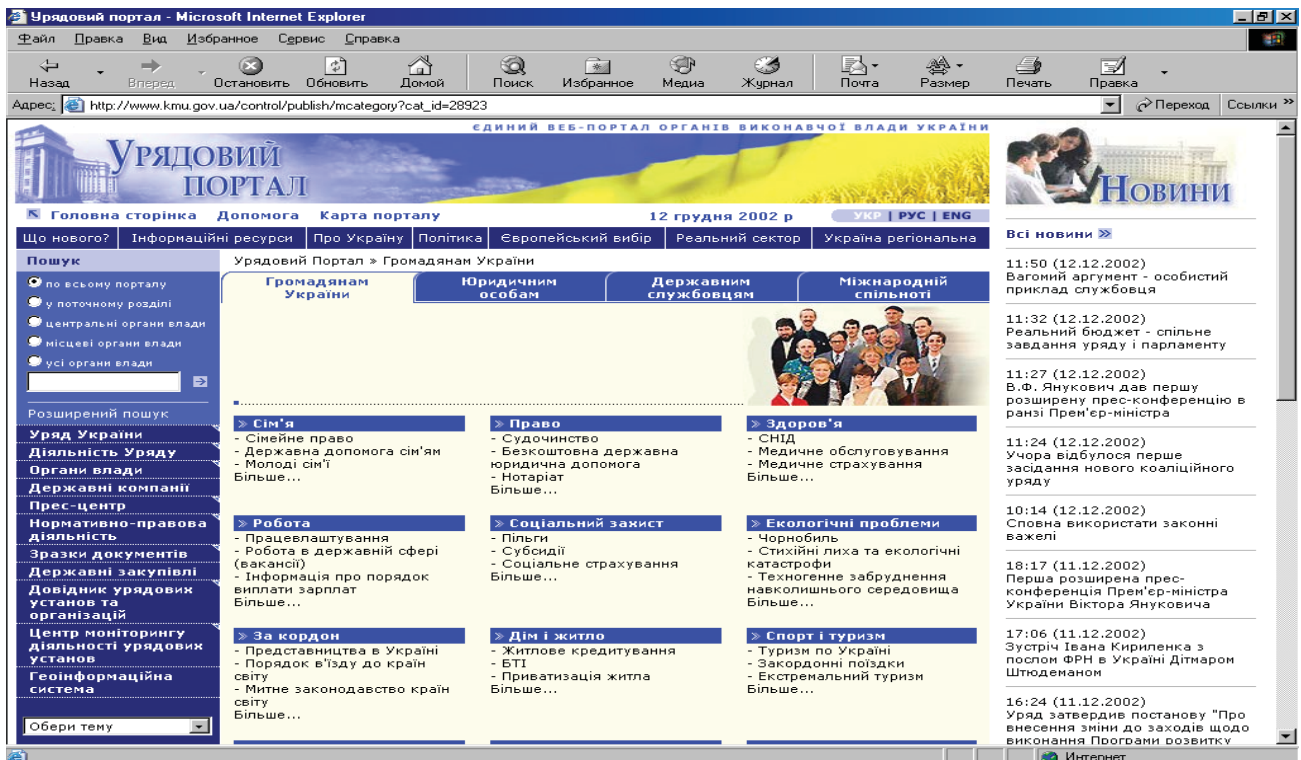 Урядовий портал - Microsoft Internet Explorer
Файл Правка Вид Избранное Сервис Справка
Назад Вперед Остановить Обновить Домой Поиск Избранное Медиа Журнал Почта Размер Печать Правка
Адрес: http://www.kmu.gov.ua/control/publish/mcategory?cat_id=28923 Переход Ссылки »
ЄДИНИЙ ВЕБ-ПОРТАЛ ОРГАНІВ ВИКОНАВЧОЇ ВЛАДИ УКРАЇНИ
УРЯДОВИЙ
ПОРТАЛ
Головна сторінка Допомога Карта порталу 12 грудня 2002 р УКР | РУС | ENG
Що нового? Інформаційні ресурси Про Україну Політика Європейський вибір Реальний сектор Україна регіональна
Пошук
по всьому порталу
у поточному розділі
центральні органи влади
місцеві органи влади
усі органи влади
Розширений пошук
Уряд України
Діяльність Уряду
Органи влади
Державні компанії
Прес-центр
Нормативно-правова
діяльність
Зразки документів
Державні закупівлі
Довідник урядових
установ та
організацій
Центр моніторингу
діяльності урядових
установ
Геоінформаційна
система
Обери тему
Урядовий Портал » Громадянам України
Громадянам
України
Юридичним
особам
Державним
службовцям
Міжнародній
спільноті
» Сім'я
- Сімейне право
- Державна допомога сім'ям
- Молоді сім'ї
Більше...
» Право
- Судочинство
- Безкоштовна державна
юридична допомога
- Нотаріат
Більше...
» Здоров'я
- СНІД
- Медичне обслуговування
- Медичне страхування
Більше...
» Робота
- Працевлаштування
- Робота в державній сфері
(вакансії)
- Інформація про порядок
виплати зарплат
Більше...
» Соціальний захист
- Пільги
- Субсидії
- Соціальне страхування
Більше...
» Екологічні проблеми
- Чорнобиль
- Стихійні лиха та екологічні
катастрофи
- Техногенне забруднення
навколишнього середовища
Більше...
» За кордон
- Представництва в Україні
- Порядок в'їзду до країн
світу
- Митне законодавство країн
світу
Більше...
» Дім і житло
- Житлове кредитування
- БТІ
- Приватизація житла
Більше...
» Спорт і туризм
- Туризм по Україні
- Закордонні поїздки
- Екстремальний туризм
Більше...
НОВИНИ
Всі новини »
11:50 (12.12.2002)
Вагомий аргумент - особистий
приклад службовця
11:32 (12.12.2002)
Реальний бюджет - спільне
завдання уряду і парламенту
11:27 (12.12.2002)
В.Ф. Янукович дав першу
розширену прес-конференцію в
ранзі Прем'єр-міністра
11:24 (12.12.2002)
Учора відбулося перше
засідання нового коаліційного
уряду
10:14 (12.12.2002)
Сповна використати законні
важелі
18:17 (11.12.2002)
Перша розширена прес-
конференція Прем'єр-міністра
України Віктора Януковича
17:06 (11.12.2002)
Зустріч Івана Кириленка з
послом ФРН в Україні Дітмаром
Штюдеманом
16:24 (11.12.2002)
Уряд затвердив постанову "Про
внесення зміни до заходів щодо
виконання Програми розвитку
Интернет